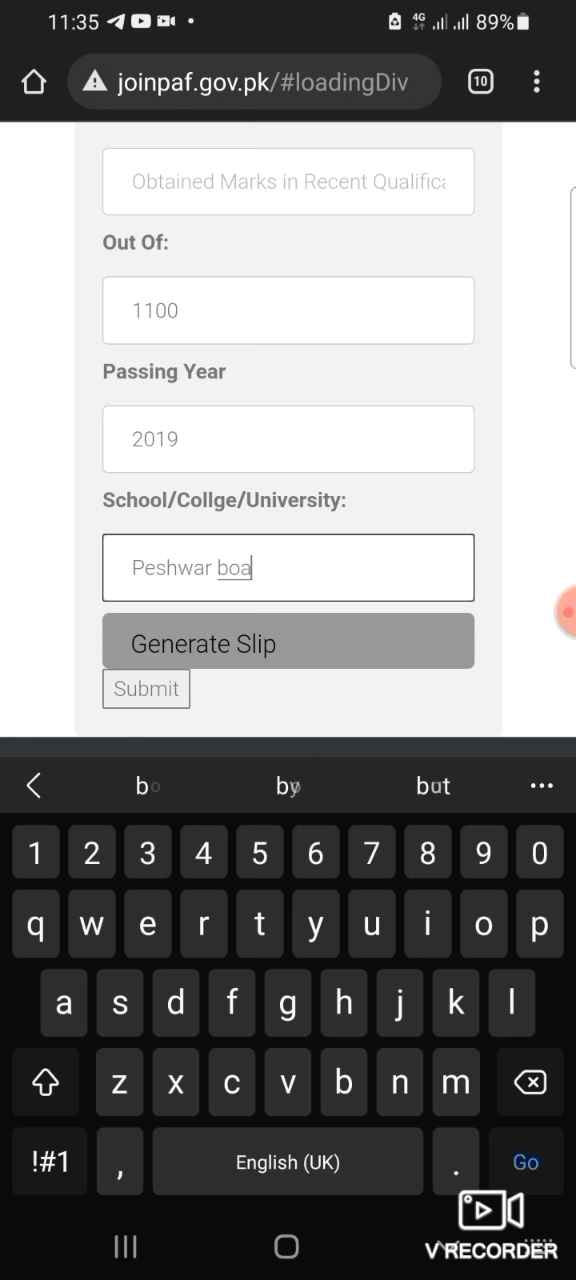 11:35
4G
89%
joinpaf.gov.pk/#loadingDiv
10
Obtained Marks in Recent Qualifica
Out Of:
1100
Passing Year
2019
School/Collge/University:
Peshwar boa
Generate Slip
Submit
bo by but
1 2 3 4 5 6 7 8 9 0
q w e r t y u i o p
a s d f g h j k l
z x c v b n m
!#1 , English (UK) . Go
V RECORDER